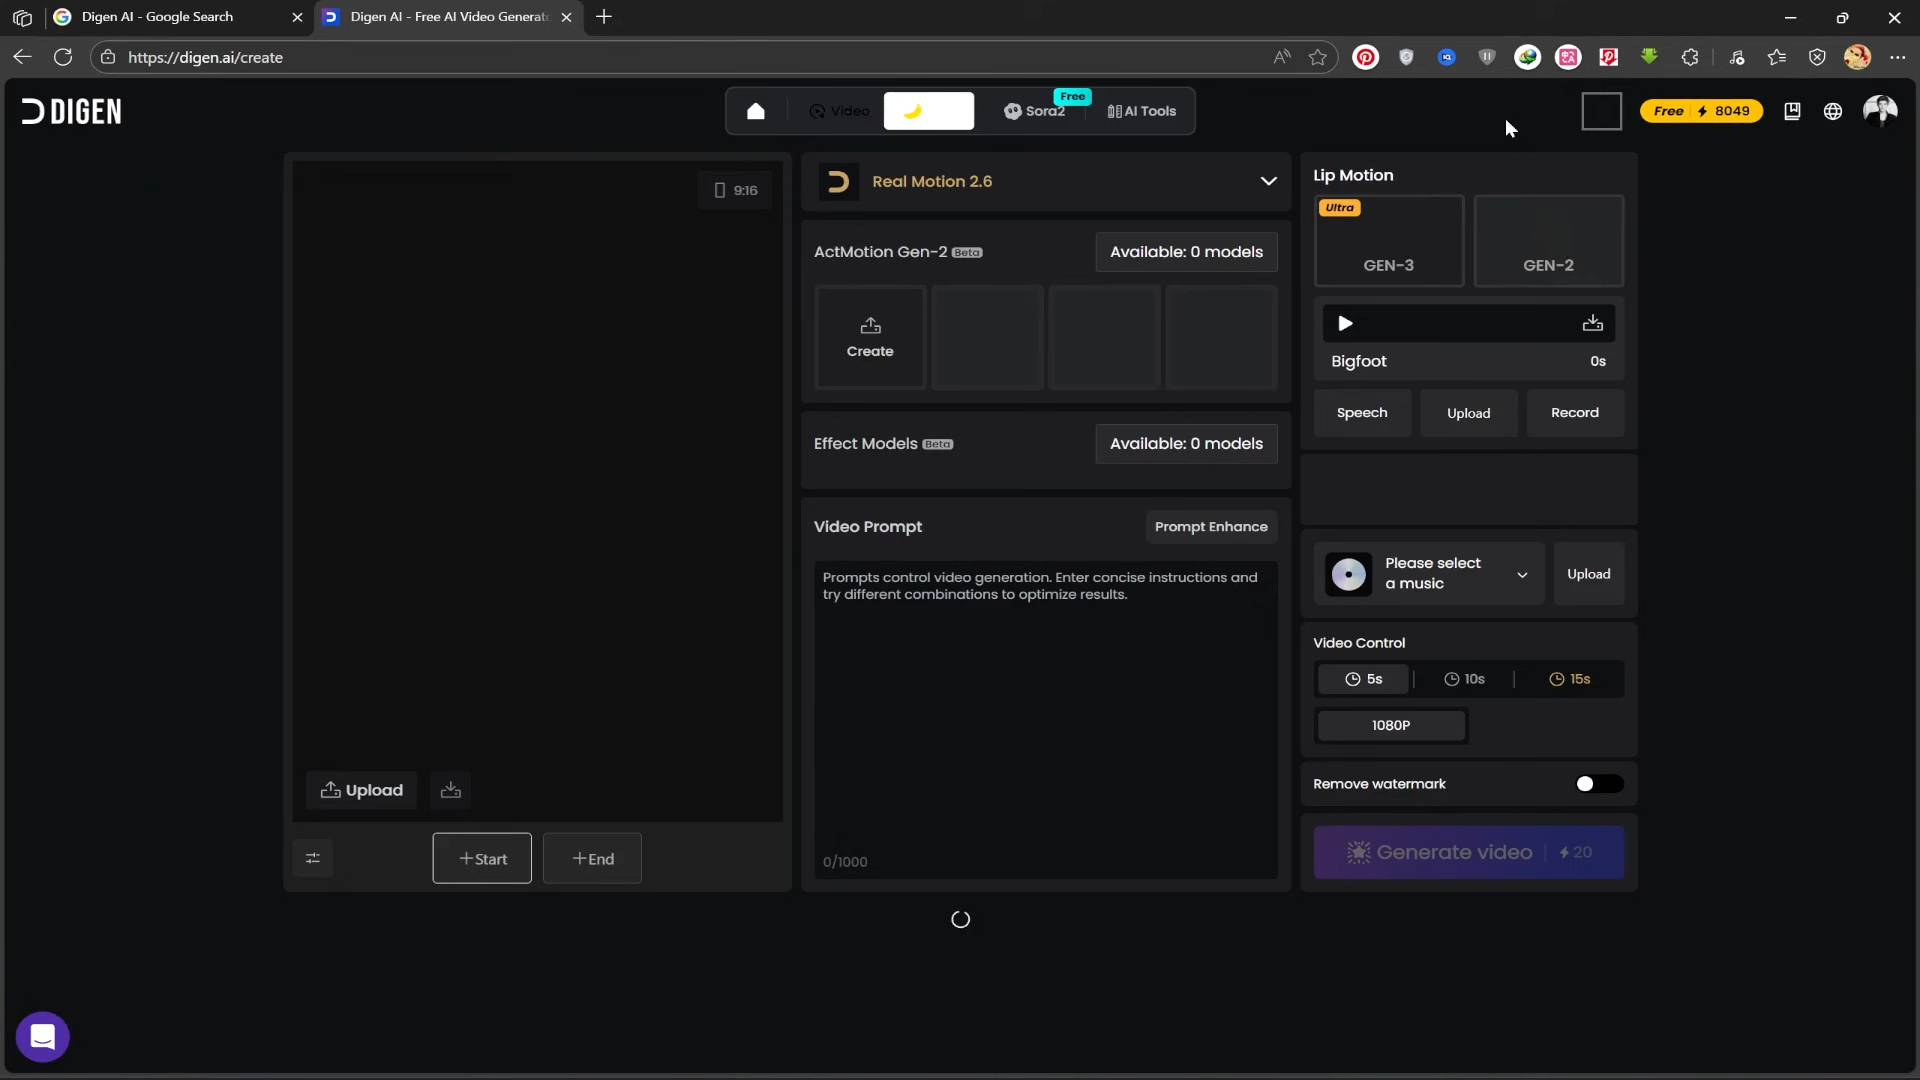 Digen AI - Google Search
Digen AI - Free AI Video Generato
https://digen.ai/create
DIGEN
Video
Sora2
Free
AI Tools
Free 8049
9:16
Upload
Start
End
Real Motion 2.6
ActMotion Gen-2 Beta
Available: 0 models
Create
Effect Models Beta
Available: 0 models
Video Prompt
Prompt Enhance
Prompts control video generation. Enter concise instructions and
try different combinations to optimize results.
0/1000
Lip Motion
Ultra
GEN-3
GEN-2
Bigfoot
0s
Speech
Upload
Record
Please select
a music
Upload
Video Control
5s
10s
15s
1080P
Remove watermark
Generate video
20